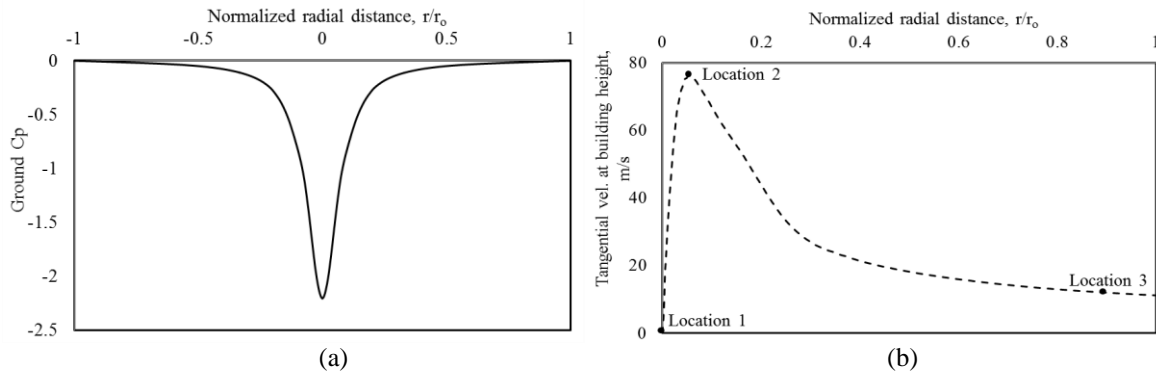 Normalized radial distance, r/ro
-1 -0.5 0 0.5 1
0
-0.5
-1
-1.5
-2
-2.5
Ground Cp
(a)
Normalized radial distance, r/ro
0 0.2 0.4 0.6 0.8 1
80
60
40
20
0
Tangential vel. at building height,
m/s
Location 2
Location 3
Location 1
(b)